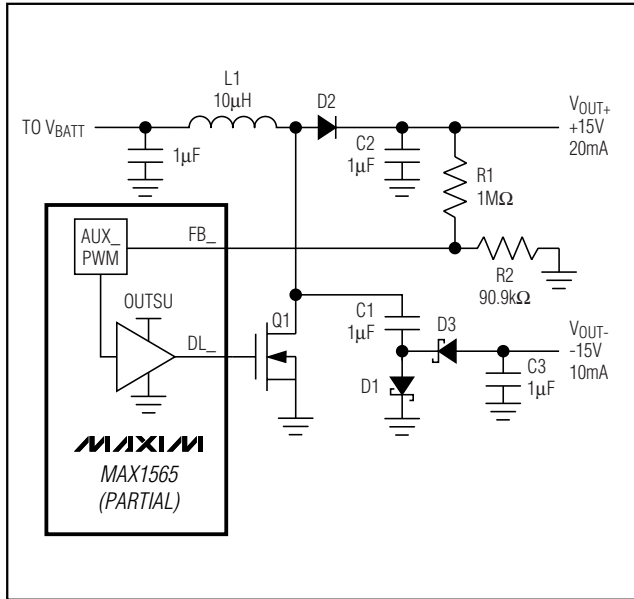 L1
10μH
D2
TO VBATT
1μF
C2
1μF
VOUT+
+15V
20mA
R1
1MΩ
AUX_
PWM
FB_
R2
90.9kΩ
OUTSU
DL_
Q1
C1
1μF
D3
D1
VOUT-
-15V
10mA
C3
1μF
MAXIM
MAX1565
(PARTIAL)